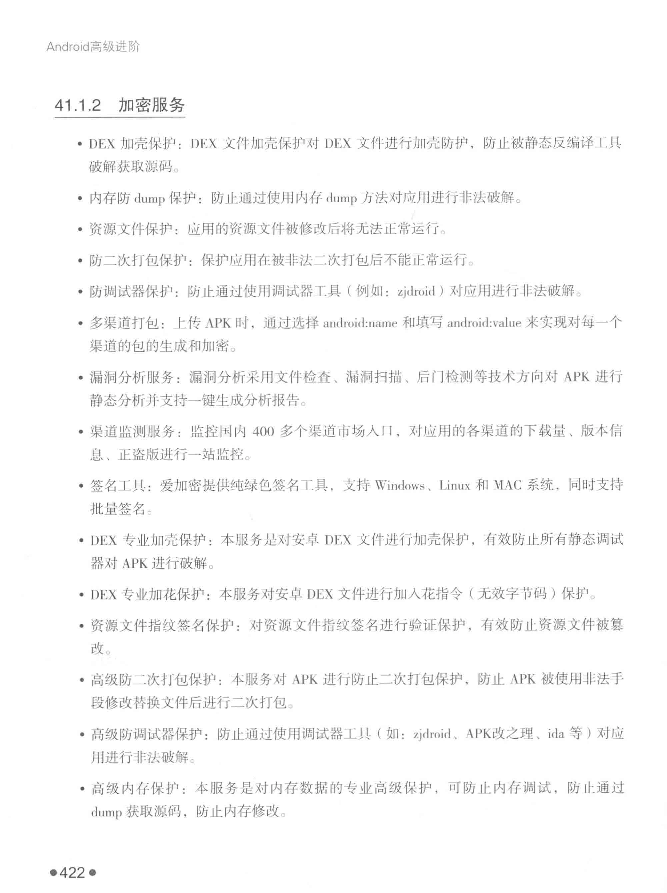 Android高级进阶
41.1.2 加密服务
• DEX 加壳保护：DEX 文件加壳保护对 DEX 文件进行加壳防护，防止被静态反编译工具
破解获取源码。
• 内存防 dump 保护：防止通过使用内存 dump 方法对应用进行非法破解。
• 资源文件保护：应用的资源文件被修改后将无法正常运行。
• 防二次打包保护：保护应用在被非法二次打包后不能正常运行。
• 防调试器保护：防止通过使用调试器工具（例如：zjdroid）对应用进行非法破解。
• 多渠道打包：上传 APK 时，通过选择 android:name 和填写 android:value 来实现对每一个
渠道的包的生成和加密。
• 漏洞分析服务：漏洞分析采用文件检查、漏洞扫描、后门检测等技术方向对 APK 进行
静态分析并支持一键生成分析报告。
• 渠道监测服务：监控国内 400 多个渠道市场入口，对应用的各渠道的下载量、版本信
息、正盗版进行一站监控。
• 签名工具：爱加密提供纯绿色签名工具，支持 Windows、Linux 和 MAC 系统，同时支持
批量签名。
• DEX 专业加壳保护：本服务是对安卓 DEX 文件进行加壳保护，有效防止所有静态调试
器对 APK 进行破解。
• DEX 专业加花保护：本服务对安卓 DEX 文件进行加入花指令（无效字节码）保护。
• 资源文件指纹签名保护：对资源文件指纹签名进行验证保护，有效防止资源文件被篡
改。
• 高级防二次打包保护：本服务对 APK 进行防止二次打包保护，防止 APK 被使用非法手
段修改替换文件后进行二次打包。
• 高级防调试器保护：防止通过使用调试器工具（如：zjdroid、APK改之理、ida 等）对应
用进行非法破解。
• 高级内存保护：本服务是对内存数据的专业高级保护，可防止内存调试，防止通过
dump 获取源码，防止内存修改。
●422●